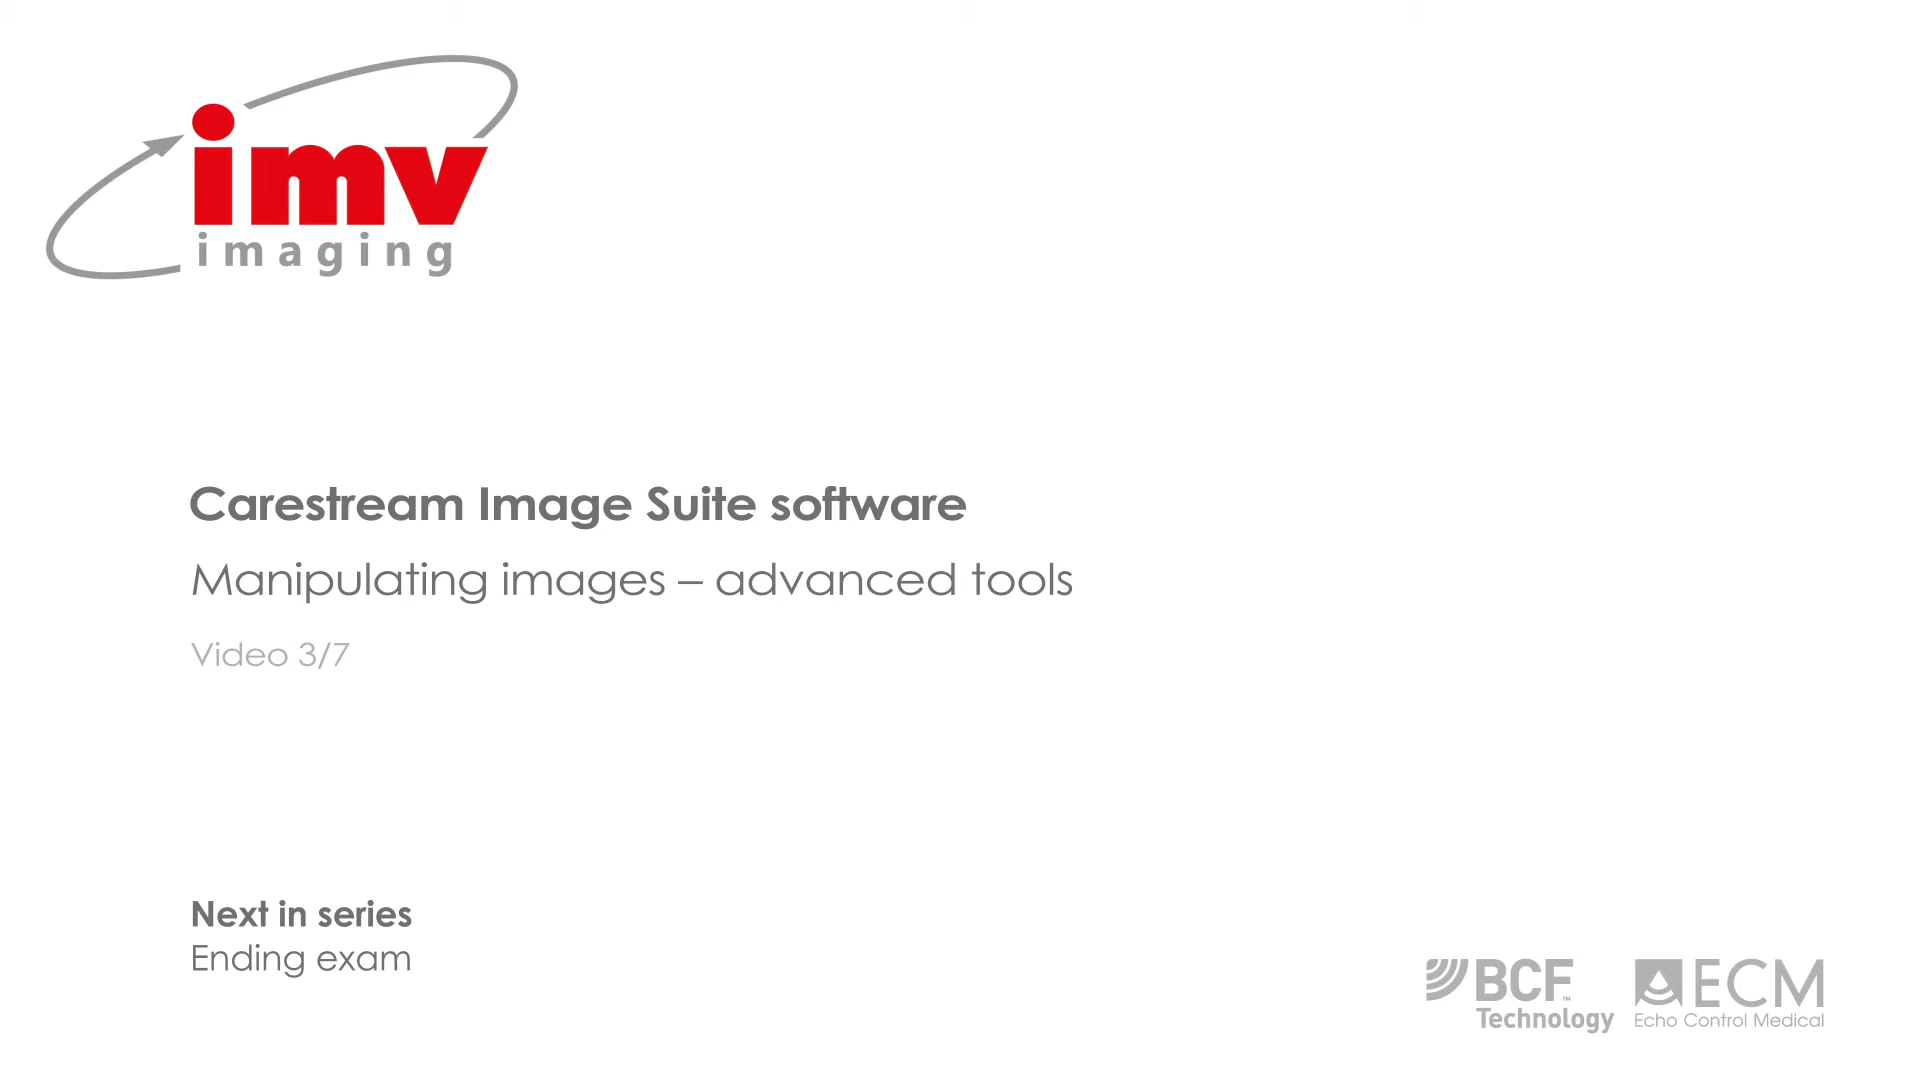 imv
imaging
Carestream Image Suite software
Manipulating images – advanced tools
Video 3/7
Next in series
Ending exam
BCF™
Technology
ECM
Echo Control Medical